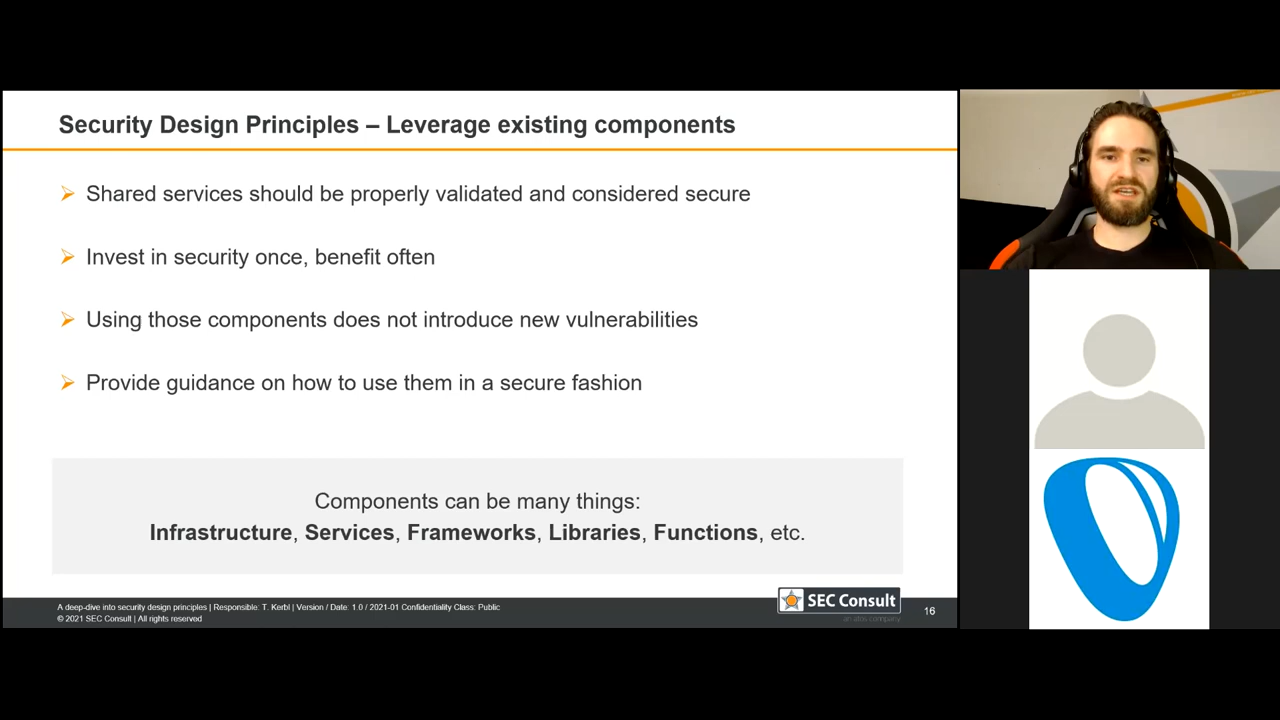 Security Design Principles – Leverage existing components
Shared services should be properly validated and considered secure
Invest in security once, benefit often
Using those components does not introduce new vulnerabilities
Provide guidance on how to use them in a secure fashion
Components can be many things:
Infrastructure, Services, Frameworks, Libraries, Functions, etc.
A deep-dive into security design principles | Responsible: T. Kerbl | Version / Date: 1.0 / 2021-01 Confidentiality Class: Public
© 2021 SEC Consult | All rights reserved
SEC Consult
an atos company
16